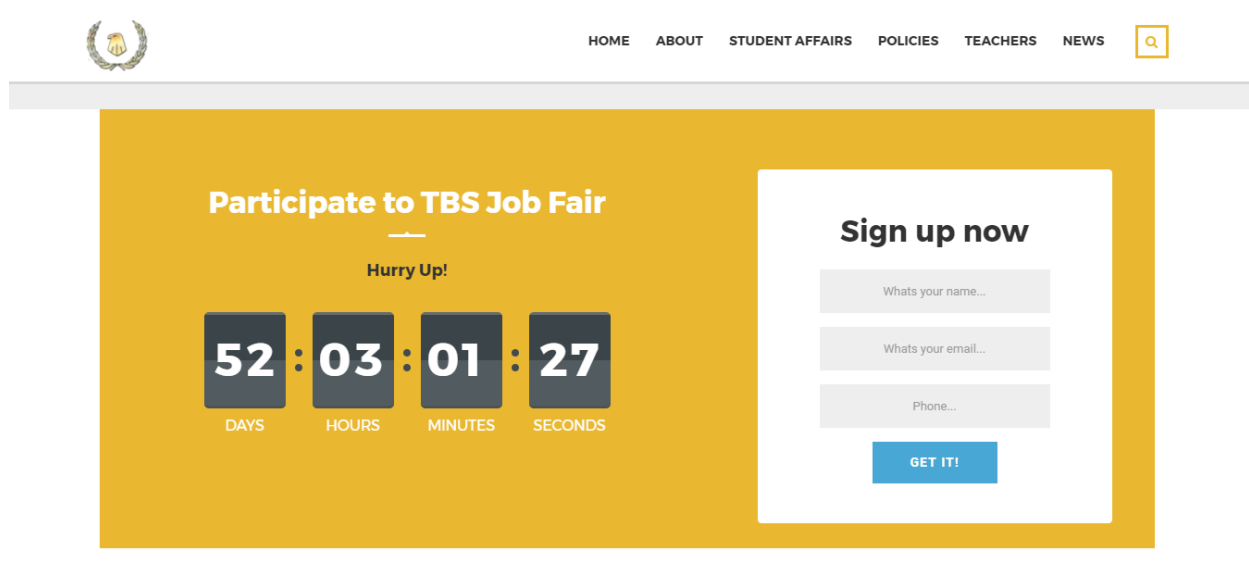 HOME ABOUT STUDENT AFFAIRS POLICIES TEACHERS NEWS
Participate to TBS Job Fair
Hurry Up!
52 : 03 : 01 : 27
DAYS HOURS MINUTES SECONDS
Sign up now
Whats your name...
Whats your email...
Phone...
GET IT!